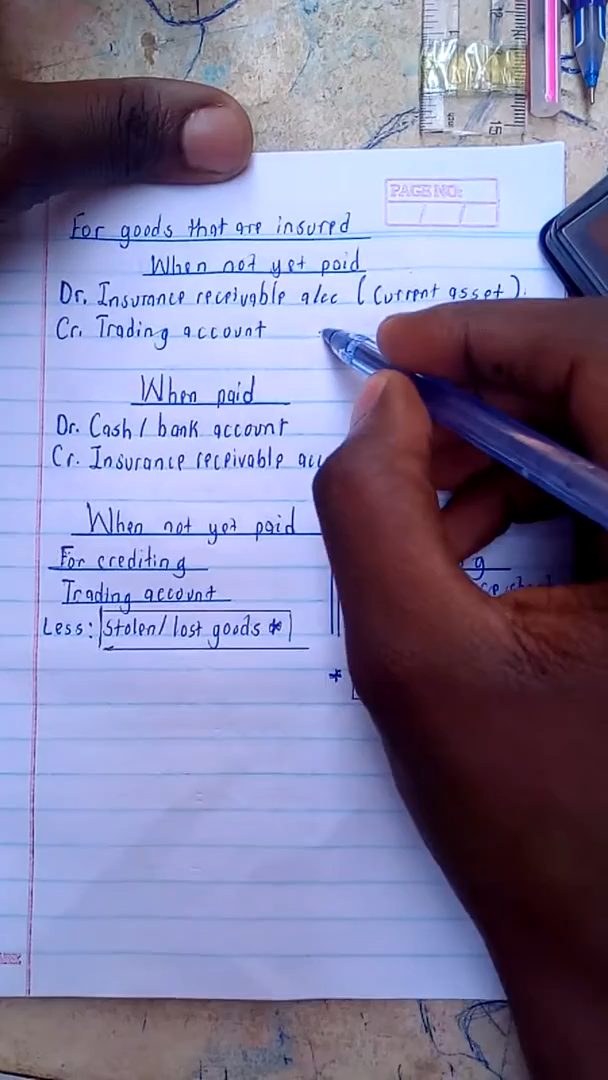 PAGE NO:
For goods that are insured
When not yet paid
Dr. Insurance receivable a/cc (Current asset).
Cr. Trading account
When paid
Dr. Cash / bank account
Cr. Insurance receivable acc
When not yet paid
For crediting
Trading account
Less: Stolen / lost goods *
*
15